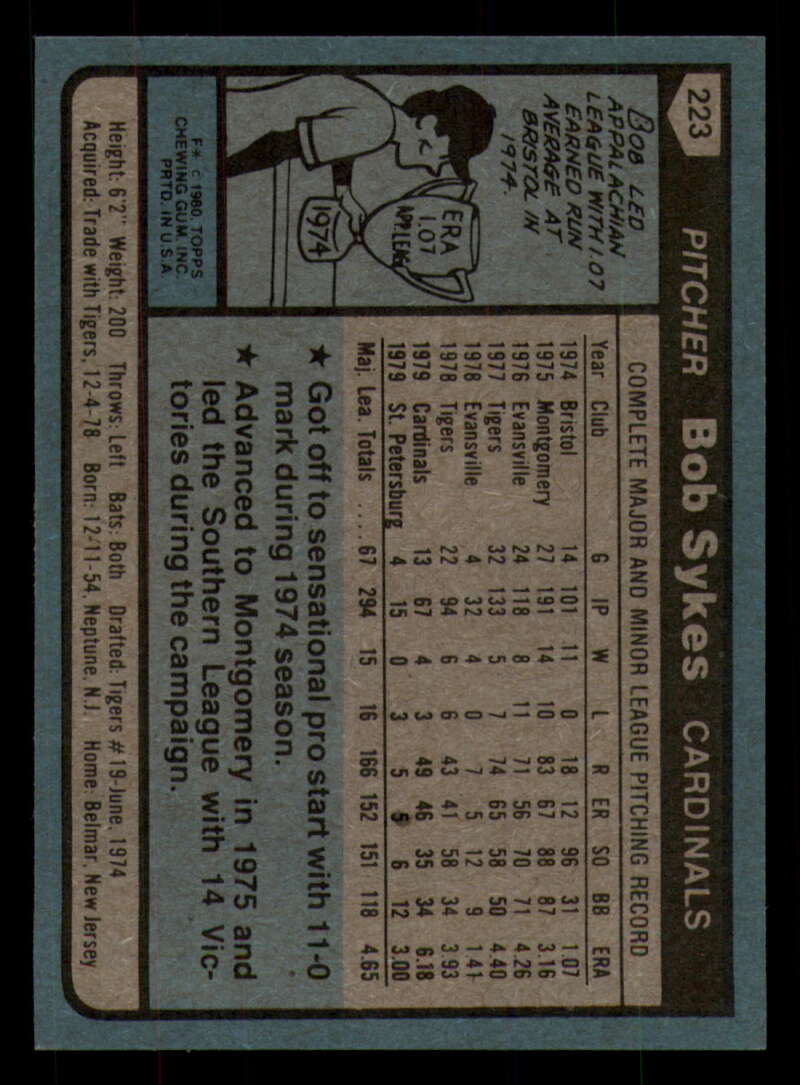 223 PITCHER Bob Sykes CARDINALS
BOB LED
APPALACHIAN
LEAGUE WITH 1.07
EARNED RUN
AVERAGE AT
BRISTOL IN
1974.
ERA
1.07
APP. LEAG
1974
F* © 1980. TOPPS
CHEWING GUM, INC.
PRTD. IN U S A
COMPLETE MAJOR AND MINOR LEAGUE PITCHING RECORD
Year Club G IP W L R ER SO BB ERA
1974 Bristol 14 101 11 0 18 12 96 31 1.07
1975 Montgomery 27 191 14 10 83 67 88 87 3.16
1976 Evansville 24 118 8 11 71 56 70 71 4.26
1977 Tigers 32 133 5 7 74 65 58 50 4.40
1978 Evansville 4 32 4 0 7 5 12 9 1.41
1978 Tigers 22 94 6 6 43 41 58 34 3.93
1979 Cardinals 13 67 4 3 49 46 35 34 6.18
1979 St. Petersburg 4 15 0 3 5 5 6 12 3.00
Maj. Lea. Totals .... 67 294 15 16 166 152 151 118 4.65
★ Got off to sensational pro start with 11-0
mark during 1974 season.
★ Advanced to Montgomery in 1975 and
led the Southern League with 14 Vic-
tories during the campaign.
Height: 6'2" Weight: 200 Throws: Left Bats: Both Drafted: Tigers #19-June, 1974
Acquired: Trade with Tigers, 12-4-78 Born: 12-11-54, Neptune, N.J. Home: Belmar, New Jersey